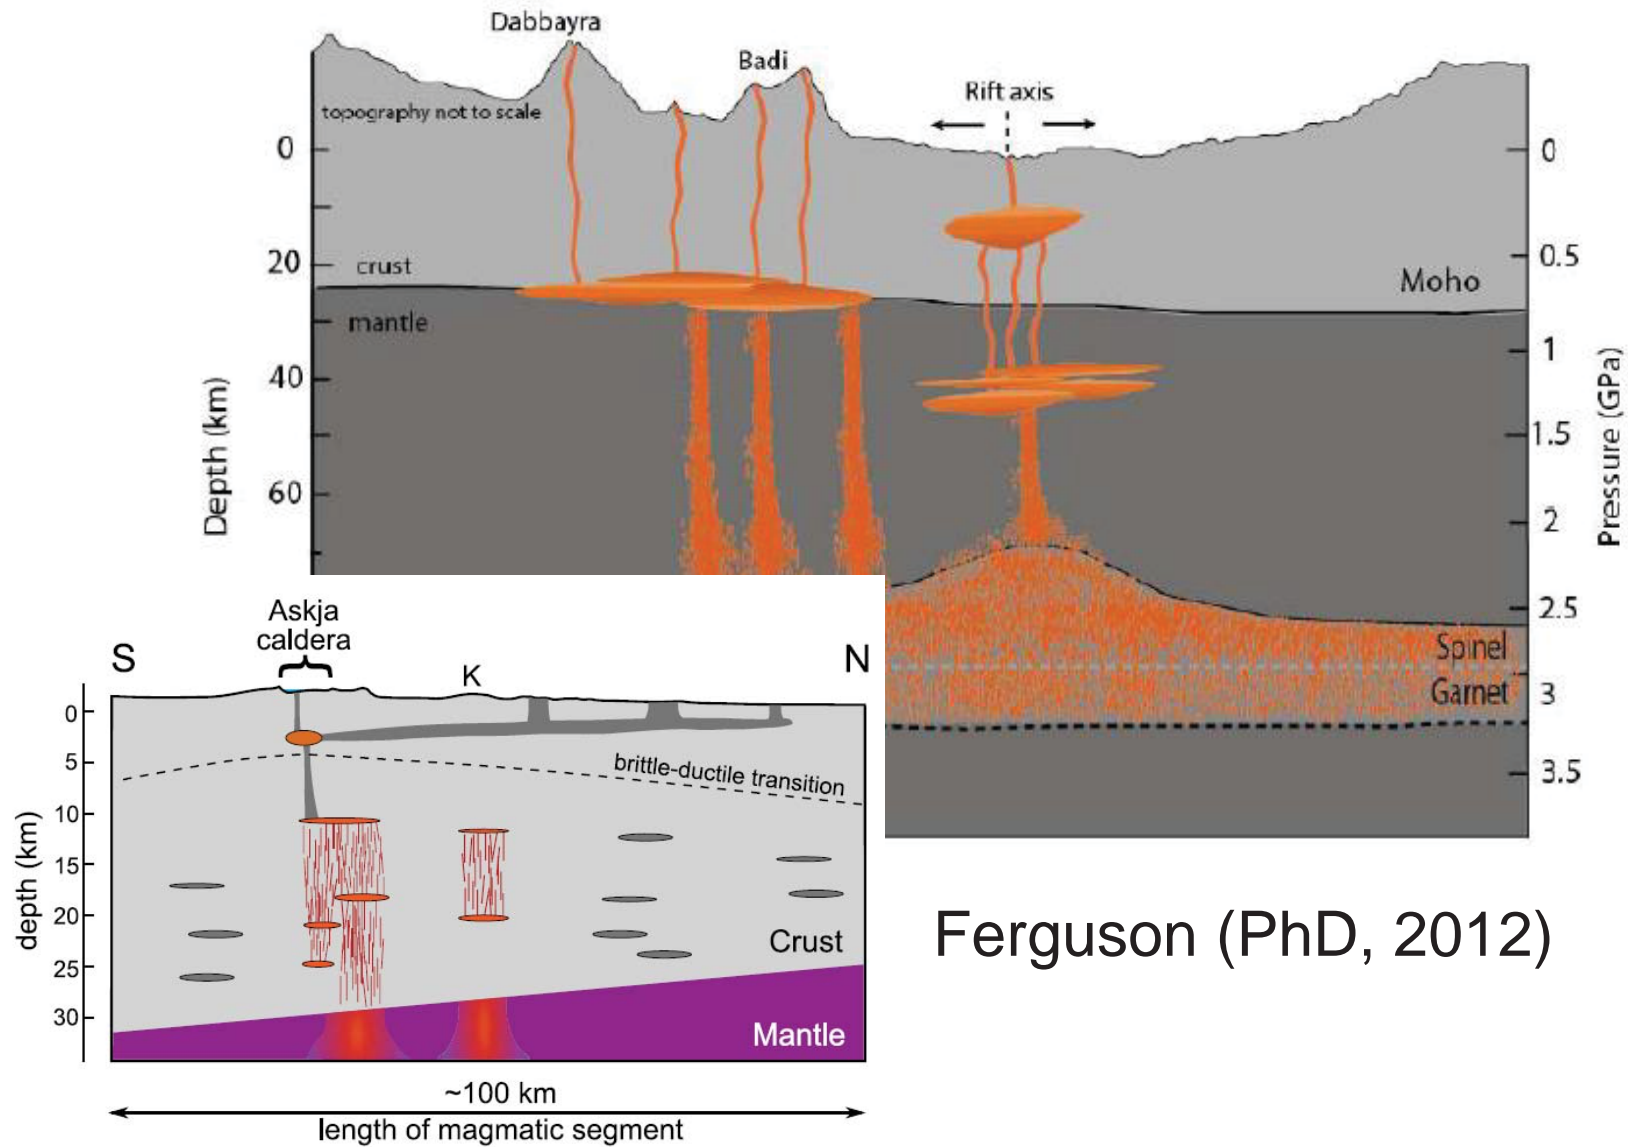 Dabbayra
Badi
Rift axis
topography not to scale
0
20
40
60
Depth (km)
crust
mantle
Moho
0
0.5
1
1.5
2
2.5
3
3.5
Pressure (GPa)
Spinel
Garnet
Askja
caldera
S
K
N
0
5
10
15
20
25
30
depth (km)
brittle-ductile transition
Crust
Mantle
~100 km
length of magmatic segment
Ferguson (PhD, 2012)